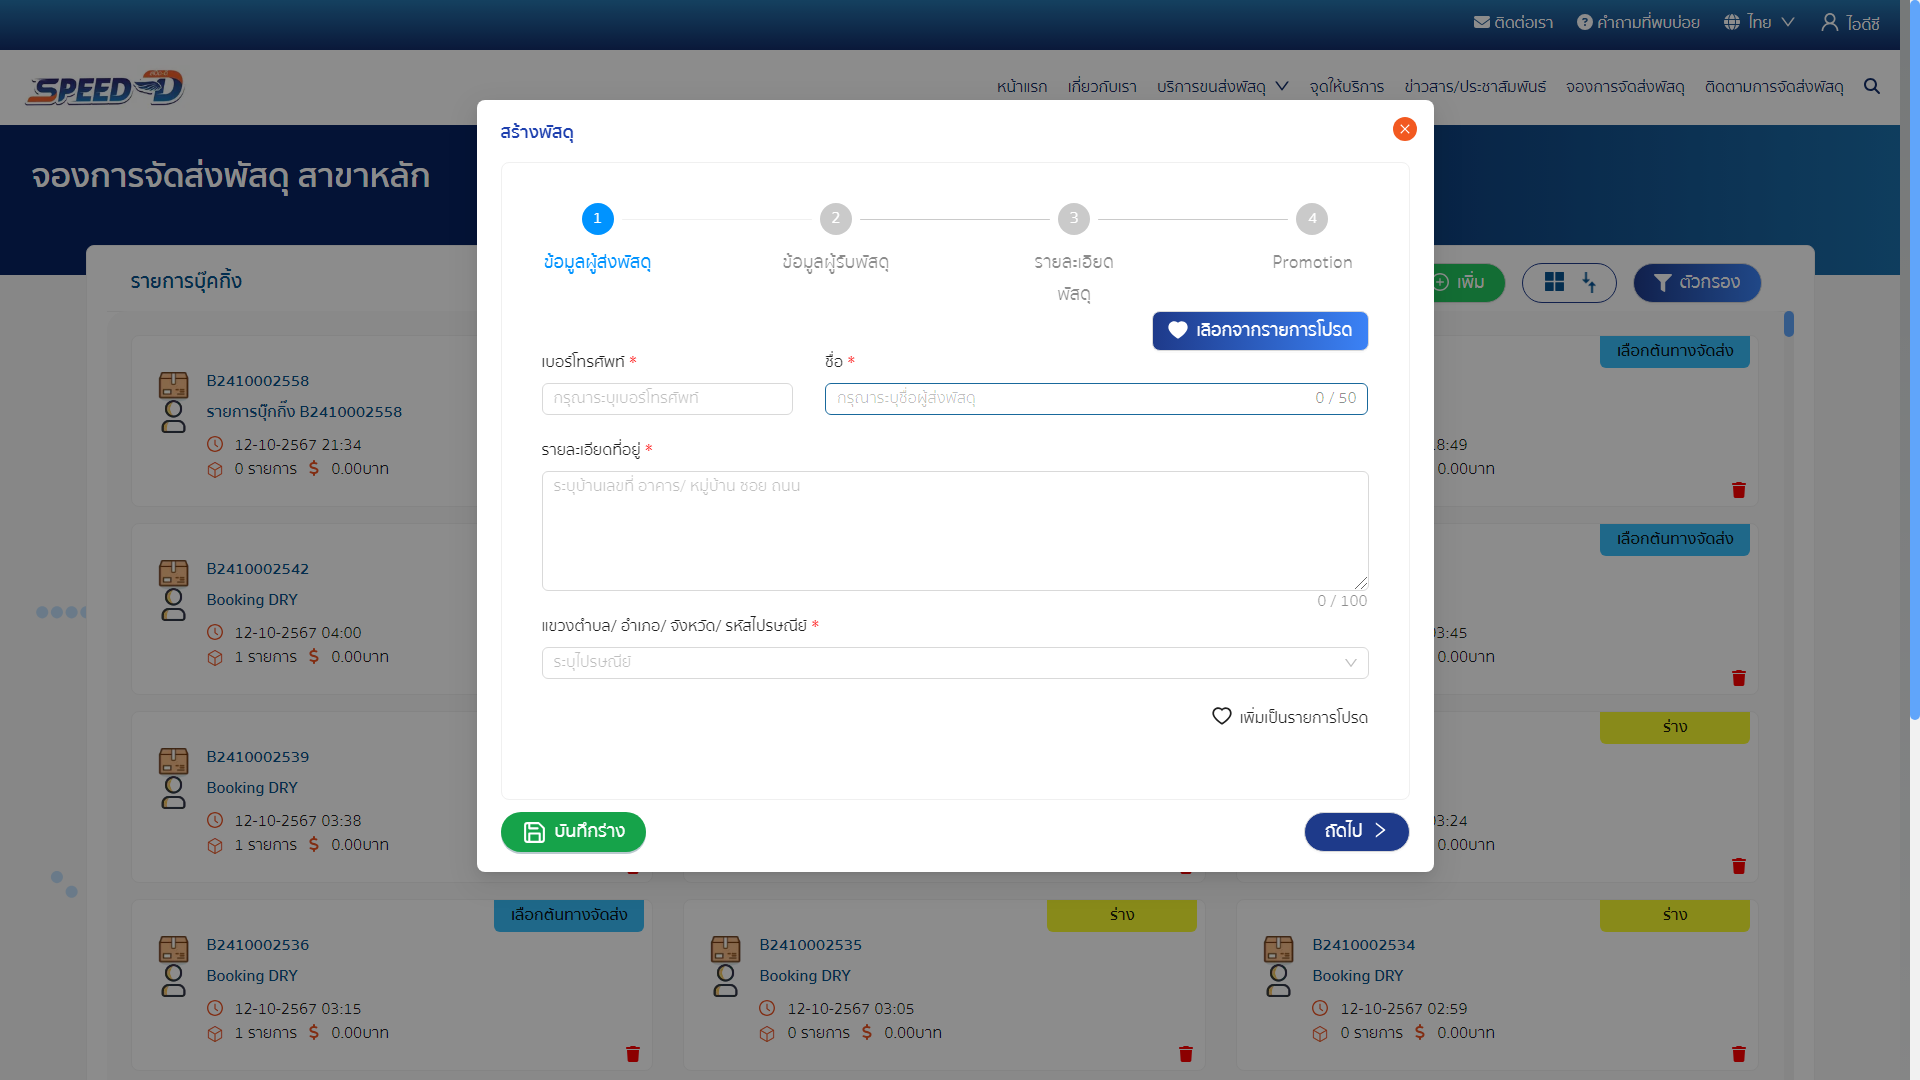 ติดต่อเรา
คำถามที่พบบ่อย
ไทย
ไอดีซี
SPEED-D
หน้าแรก
เกี่ยวกับเรา
บริการขนส่งพัสดุ
จุดให้บริการ
ข่าวสาร/ประชาสัมพันธ์
จองการจัดส่งพัสดุ
ติดตามการจัดส่งพัสดุ
จองการจัดส่งพัสดุ สาขาหลัก
รายการบุ๊คกิ้ง
เพิ่ม
ตัวกรอง
สร้างพัสดุ
1
2
3
4
ข้อมูลผู้ส่งพัสดุ
ข้อมูลผู้รับพัสดุ
รายละเอียด
พัสดุ
Promotion
เลือกจากรายการโปรด
เบอร์โทรศัพท์ *
ชื่อ *
กรุณาระบุเบอร์โทรศัพท์
กรุณาระบุชื่อผู้ส่งพัสดุ
0 / 50
รายละเอียดที่อยู่ *
ระบุบ้านเลขที่ อาคาร/ หมู่บ้าน ซอย ถนน
0 / 100
แขวงตำบล/ อำเภอ/ จังหวัด/ รหัสไปรษณีย์ *
ระบุไปรษณีย์
เพิ่มเป็นรายการโปรด
บันทึกร่าง
ถัดไป
B2410002558
รายการบุ๊กกิ้ง B2410002558
12-10-2567 21:34
0 รายการ $ 0.00บาท
เลือกต้นทางจัดส่ง
8:49
0.00บาท
B2410002542
Booking DRY
12-10-2567 04:00
1 รายการ $ 0.00บาท
เลือกต้นทางจัดส่ง
3:45
0.00บาท
B2410002539
Booking DRY
12-10-2567 03:38
1 รายการ $ 0.00บาท
ร่าง
3:24
0.00บาท
เลือกต้นทางจัดส่ง
B2410002536
Booking DRY
12-10-2567 03:15
1 รายการ $ 0.00บาท
ร่าง
B2410002535
Booking DRY
12-10-2567 03:05
0 รายการ $ 0.00บาท
ร่าง
B2410002534
Booking DRY
12-10-2567 02:59
0 รายการ $ 0.00บาท